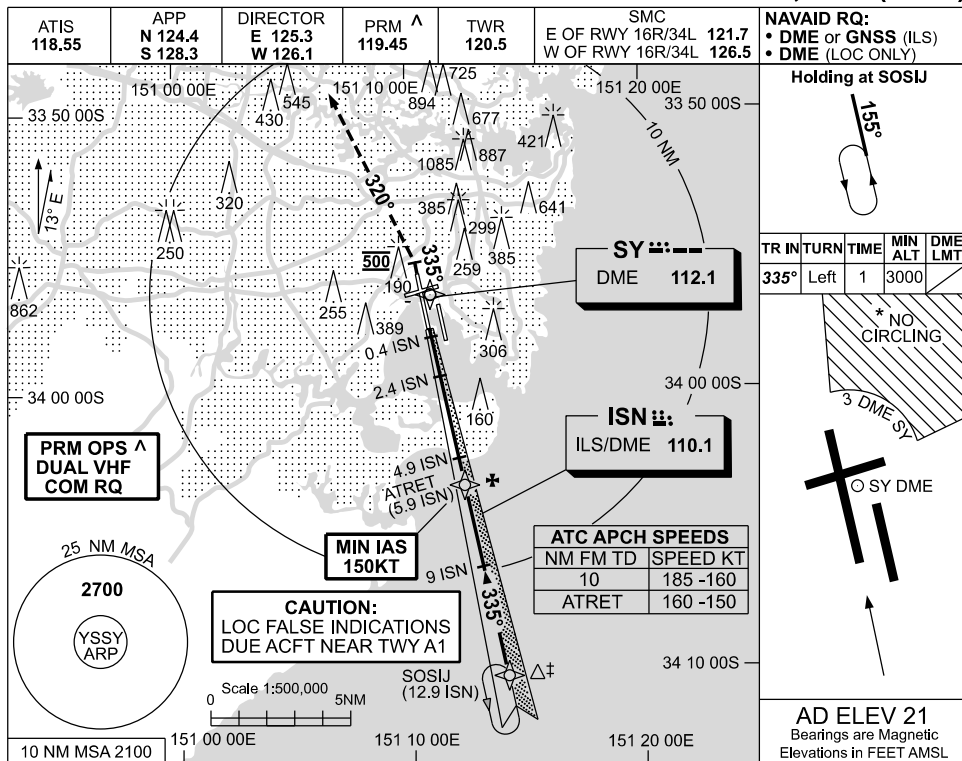 ATIS
118.55
APP
N 124.4
S 128.3
DIRECTOR
E 125.3
W 126.1
PRM ^
119.45
TWR
120.5
SMC
E OF RWY 16R/34L 121.7
W OF RWY 16R/34L 126.5
NAVAID RQ:
• DME or GNSS (ILS)
• DME (LOC ONLY)
151 00 00E
151 10 00E
151 20 00E
33 50 00S
33 50 00S
545
430
894
725
677
421
1085
887
10 NM
13° E
320
320°
385
641
250
299
385
500
335°
259
190
862
255
389
306
0.4 ISN
2.4 ISN
SY
DME 112.1
34 00 00S
34 00 00S
160
ISN
ILS/DME 110.1
PRM OPS ^
DUAL VHF
COM RQ
4.9 ISN
ATRET
(5.9 ISN)
MIN IAS
150KT
9 ISN
335°
ATC APCH SPEEDS
NM FM TD SPEED KT
10 185 -160
ATRET 160 -150
25 NM MSA
2700
YSSY
ARP
CAUTION:
LOC FALSE INDICATIONS
DUE ACFT NEAR TWY A1
SOSIJ
(12.9 ISN)
34 10 00S
Scale 1:500,000
0 5NM
10 NM MSA 2100
151 00 00E
151 10 00E
151 20 00E
Holding at SOSIJ
155°
TR IN TURN TIME MIN ALT DME LMT
335° Left 1 3000
* NO
CIRCLING
3 DME SY
SY DME
AD ELEV 21
Bearings are Magnetic
Elevations in FEET AMSL